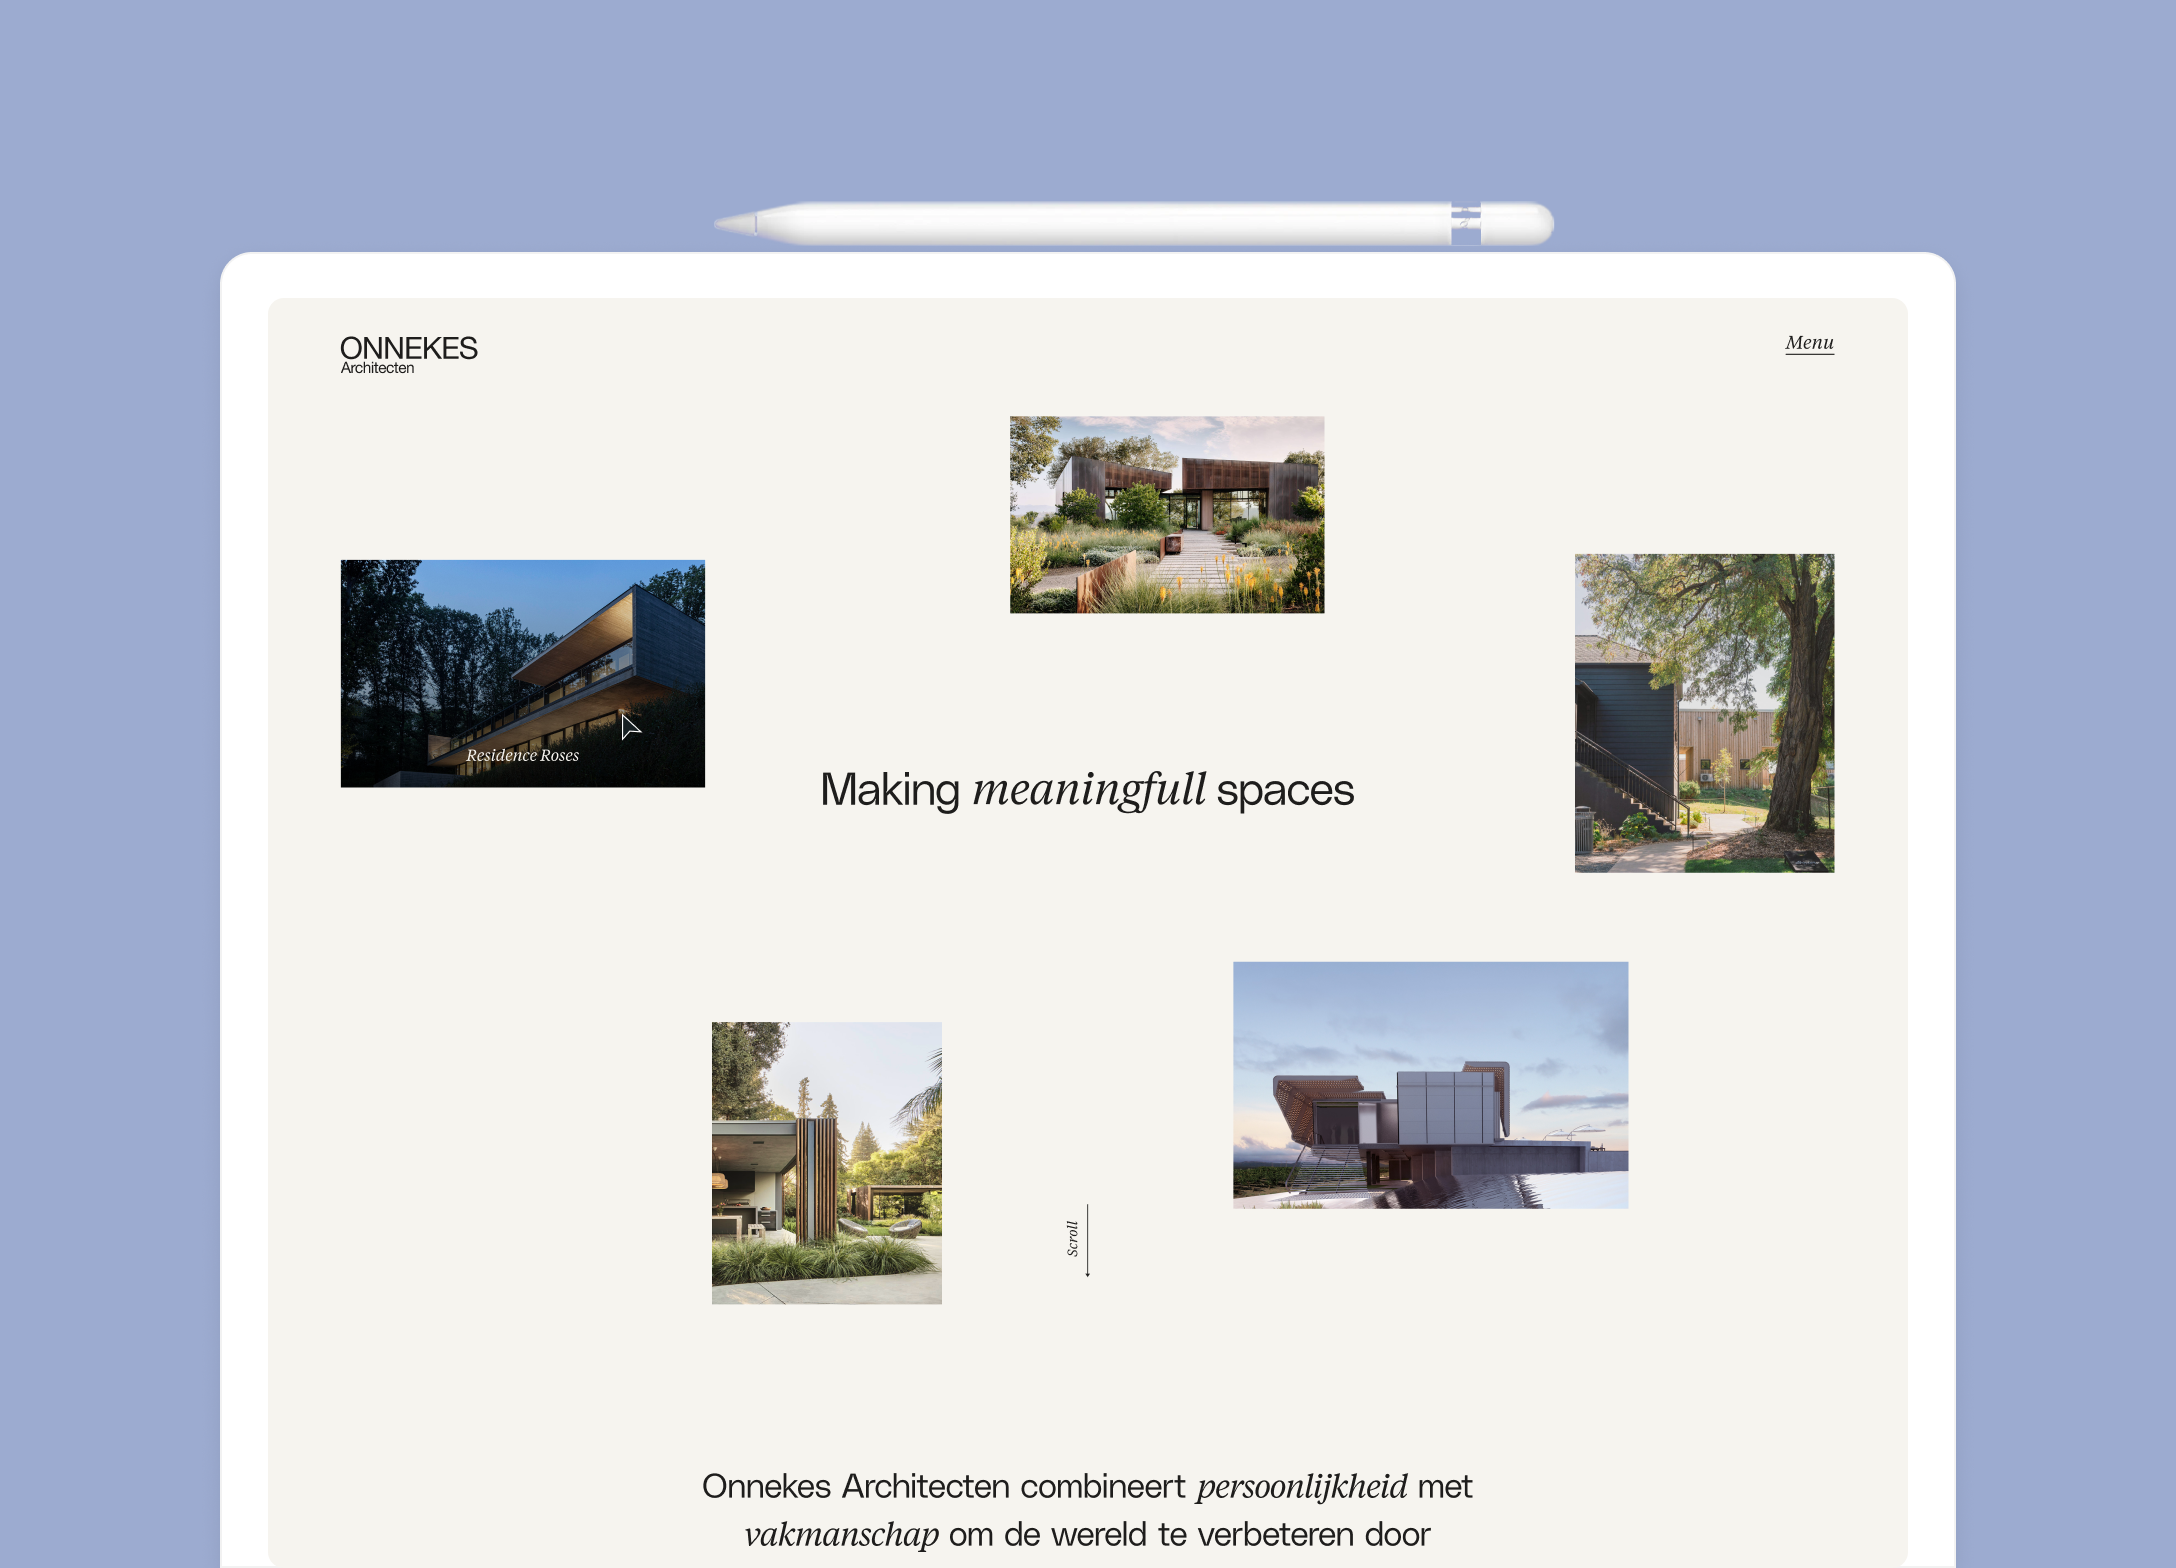 ONNEKES
Architecten
Menu
Residence Roses
Making meaningfull spaces
Scroll
Onnekes Architecten combineert persoonlijkheid met
vakmanschap om de wereld te verbeteren door